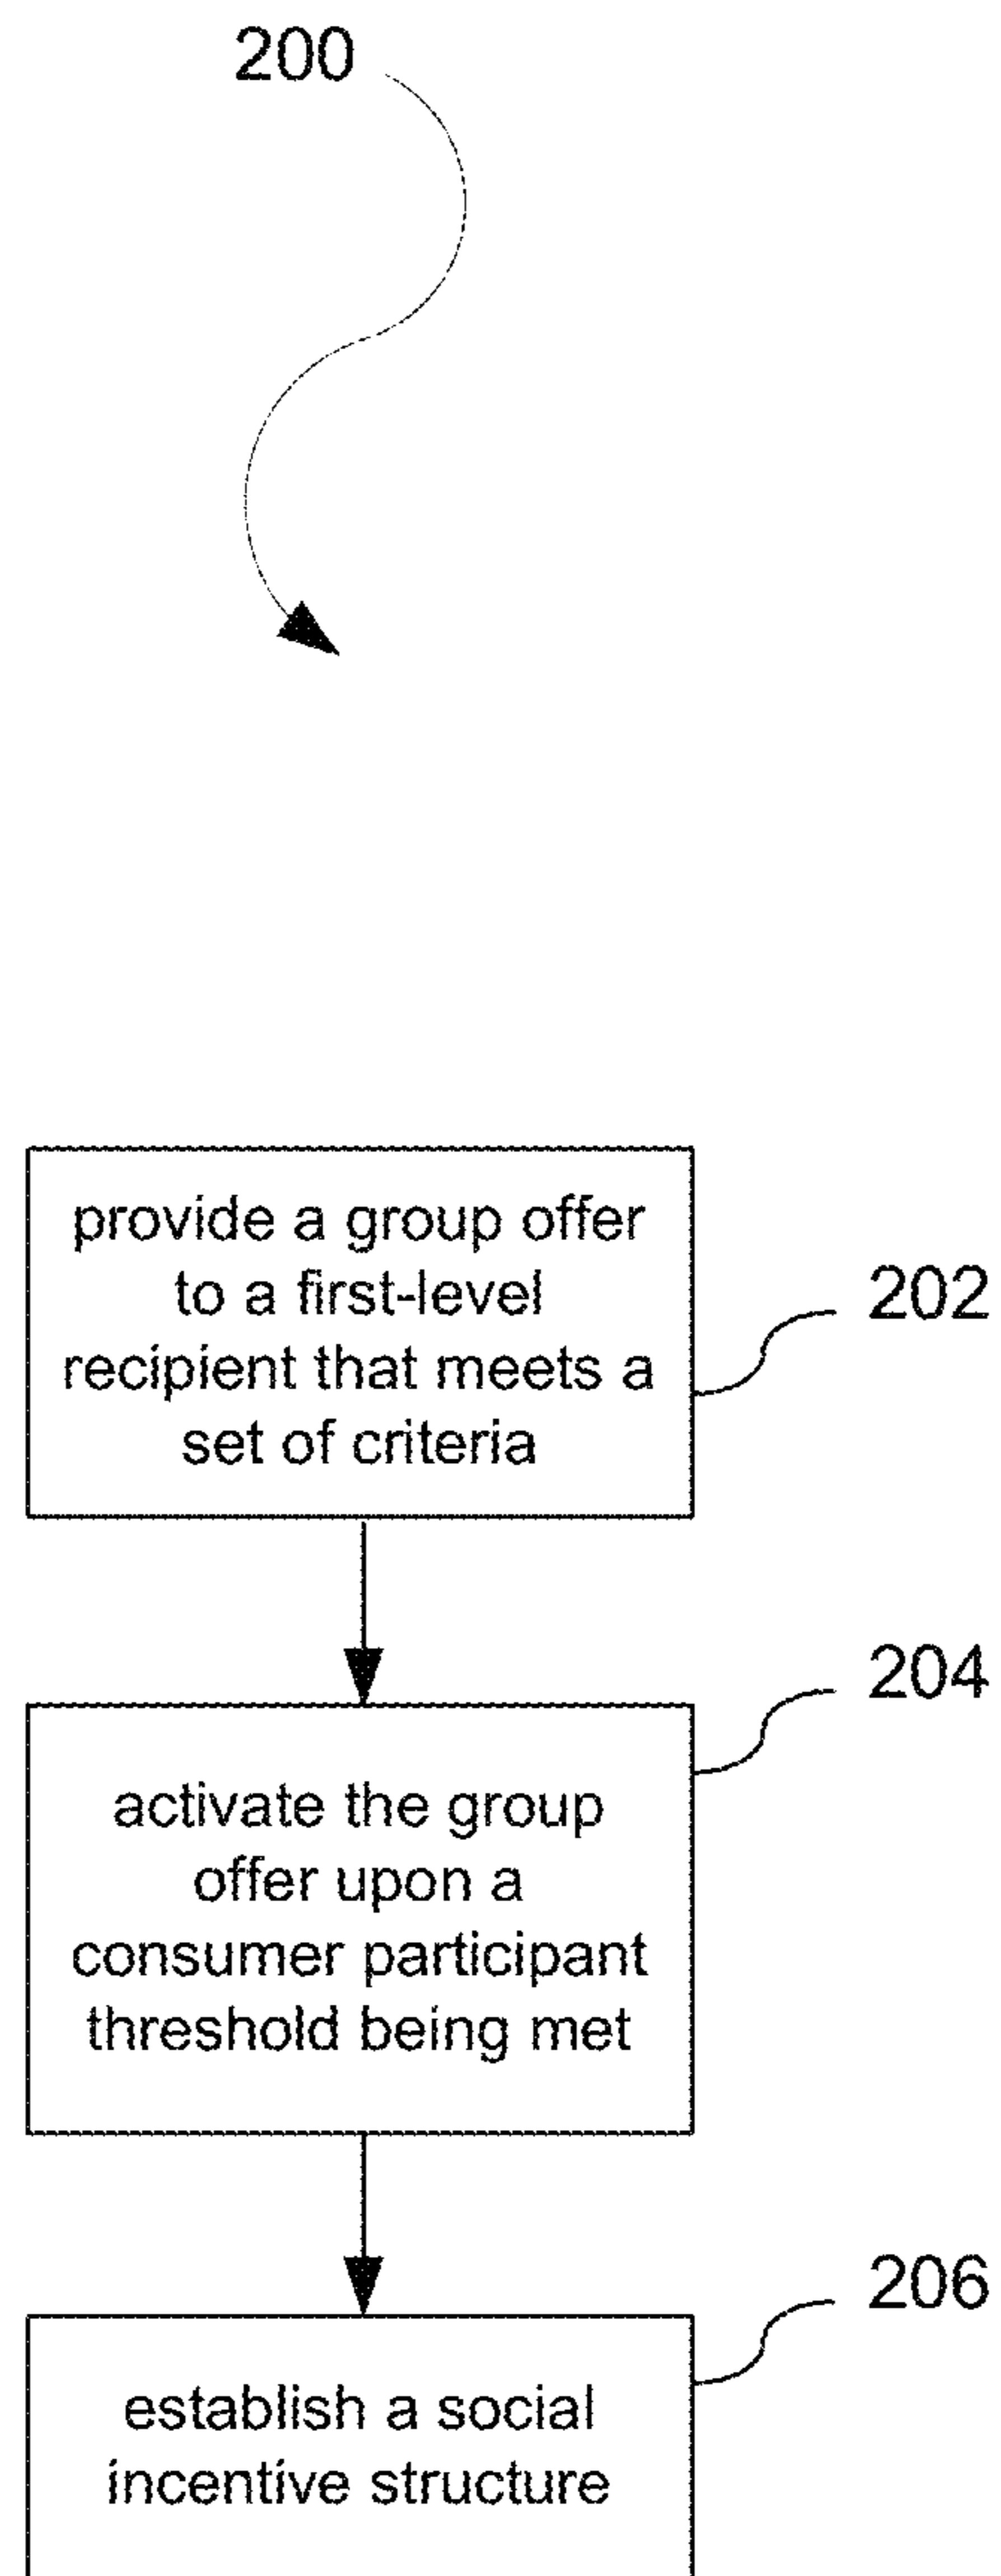 200
provide a group offer
to a first-level
recipient that meets a
set of criteria
202
activate the group
offer upon a
consumer participant
threshold being met
204
establish a social
incentive structure
206